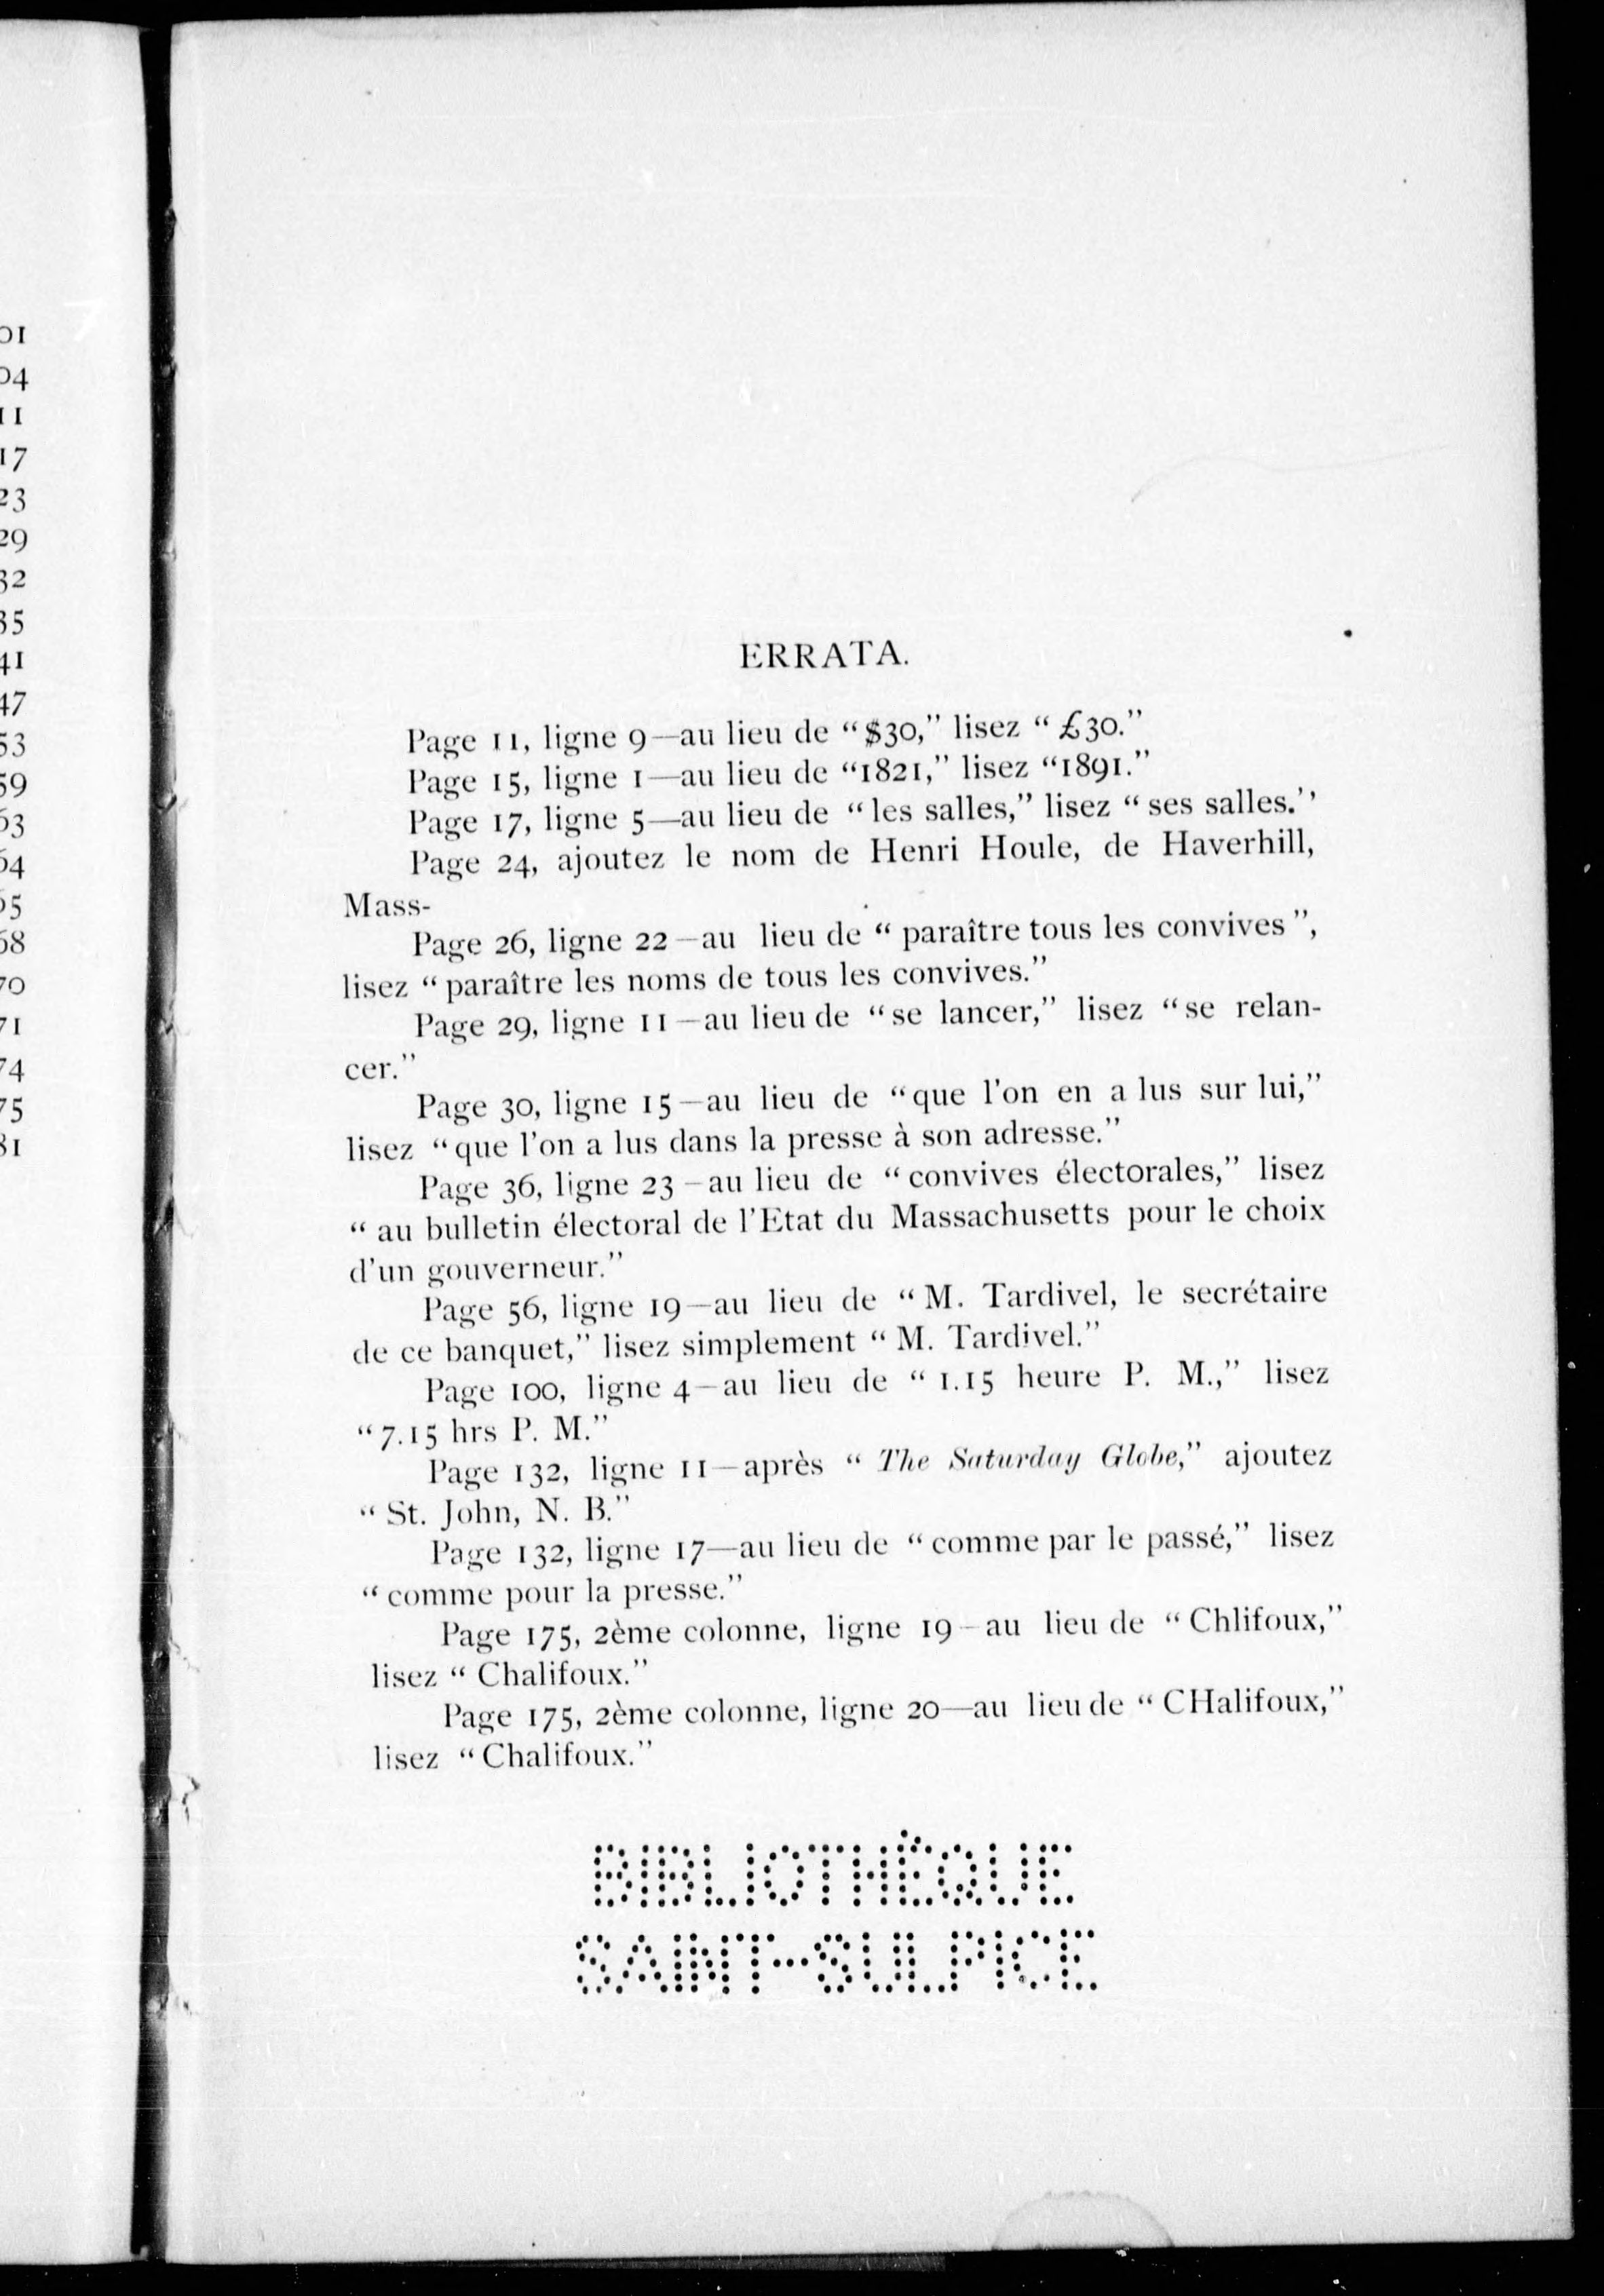 ERRATA.
Page 11, ligne 9—au lieu de "$30," lisez "£30."
Page 15, ligne 1—au lieu de "1821," lisez "1891."
Page 17, ligne 5—au lieu de "les salles," lisez "ses salles."
Page 24, ajoutez le nom de Henri Houle, de Haverhill,
Mass-
Page 26, ligne 22—au lieu de "paraître tous les convives",
lisez "paraître les noms de tous les convives."
Page 29, ligne 11—au lieu de "se lancer," lisez "se relan-
cer."
Page 30, ligne 15—au lieu de "que l'on en a lus sur lui,"
lisez "que l'on a lus dans la presse à son adresse."
Page 36, ligne 23—au lieu de "convives électorales," lisez
"au bulletin électoral de l'Etat du Massachusetts pour le choix
d'un gouverneur."
Page 56, ligne 19—au lieu de "M. Tardivel, le secrétaire
de ce banquet," lisez simplement "M. Tardivel."
Page 100, ligne 4—au lieu de "1.15 heure P. M.," lisez
"7.15 hrs P. M."
Page 132, ligne 11—après "The Saturday Globe," ajoutez
"St. John, N. B."
Page 132, ligne 17—au lieu de "comme par le passé," lisez
"comme pour la presse."
Page 175, 2ème colonne, ligne 19—au lieu de "Chlifoux,"
lisez "Chalifoux."
Page 175, 2ème colonne, ligne 20—au lieu de "CHalifoux,"
lisez "Chalifoux."
BIBLIOTHÈQUE
SAINT-SULPICE